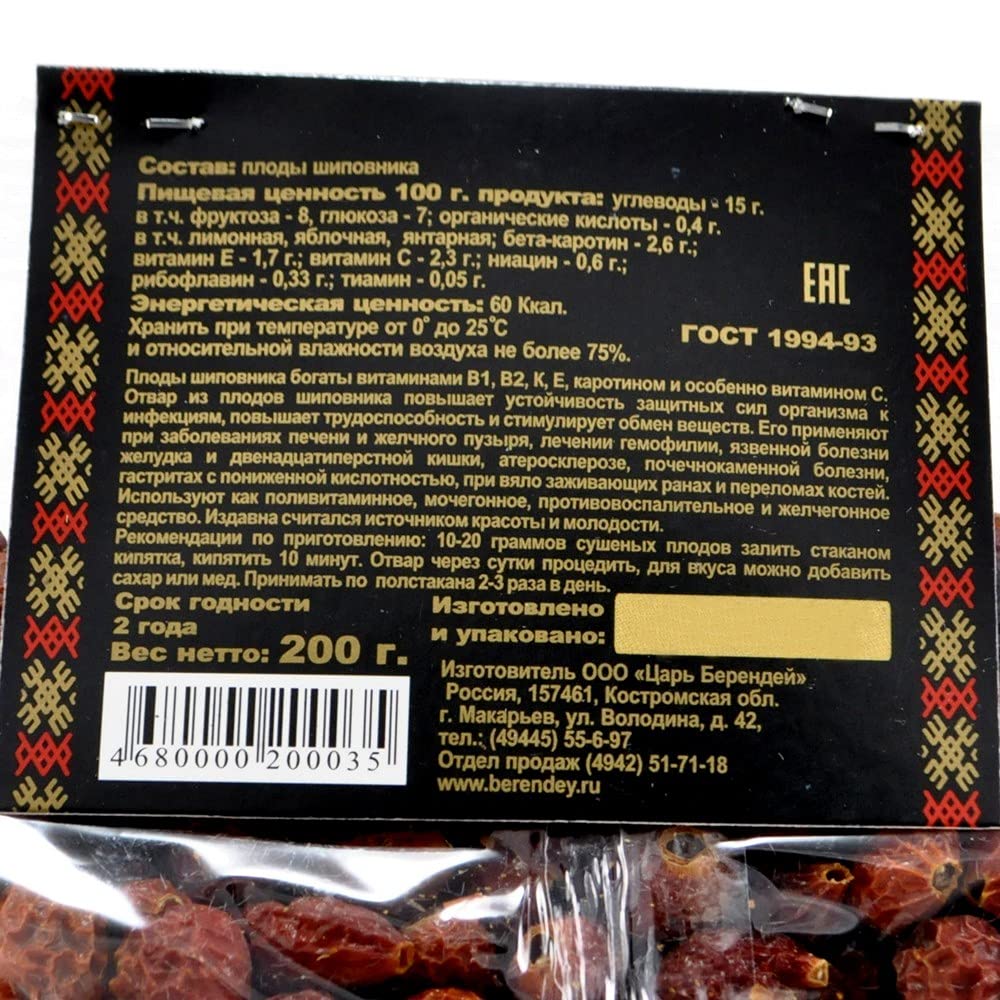 Состав: плоды шиповника
Пищевая ценность 100 г. продукта: углеводы - 15 г.
в т.ч. фруктоза - 8, глюкоза - 7; органические кислоты - 0,4 г.
в т.ч. лимонная, яблочная, янтарная; бета-каротин - 2,6 г.;
витамин Е - 1,7 г.; витамин С - 2,3 г.; ниацин - 0,6 г.;
рибофлавин - 0,33 г.; тиамин - 0,05 г.
Энергетическая ценность: 60 Ккал.
Хранить при температуре от 0° до 25°С
и относительной влажности воздуха не более 75%.
ЕАС
ГОСТ 1994-93
Плоды шиповника богаты витаминами В1, В2, К, Е, каротином и особенно витамином С.
Отвар из плодов шиповника повышает устойчивость защитных сил организма к
инфекциям, повышает трудоспособность и стимулирует обмен веществ. Его применяют
при заболеваниях печени и желчного пузыря, лечении гемофилии, язвенной болезни
желудка и двенадцатиперстной кишки, атеросклерозе, почечнокаменной болезни,
гастритах с пониженной кислотностью, при вяло заживающих ранах и переломах костей.
Используют как поливитаминное, мочегонное, противовоспалительное и желчегонное
средство. Издавна считался источником красоты и молодости.
Рекомендации по приготовлению: 10-20 граммов сушеных плодов залить стаканом
кипятка, кипятить 10 минут. Отвар через сутки процедить, для вкуса можно добавить
сахар или мед. Принимать по полстакана 2-3 раза в день.
Срок годности
2 года
Вес нетто: 200 г.
Изготовлено
и упаковано:
Изготовитель ООО «Царь Берендей»
Россия, 157461, Костромская обл.
г. Макарьев, ул. Володина, д. 42,
тел.: (49445) 55-6-97
Отдел продаж (4942) 51-71-18
www.berendey.ru
4 680000 200035